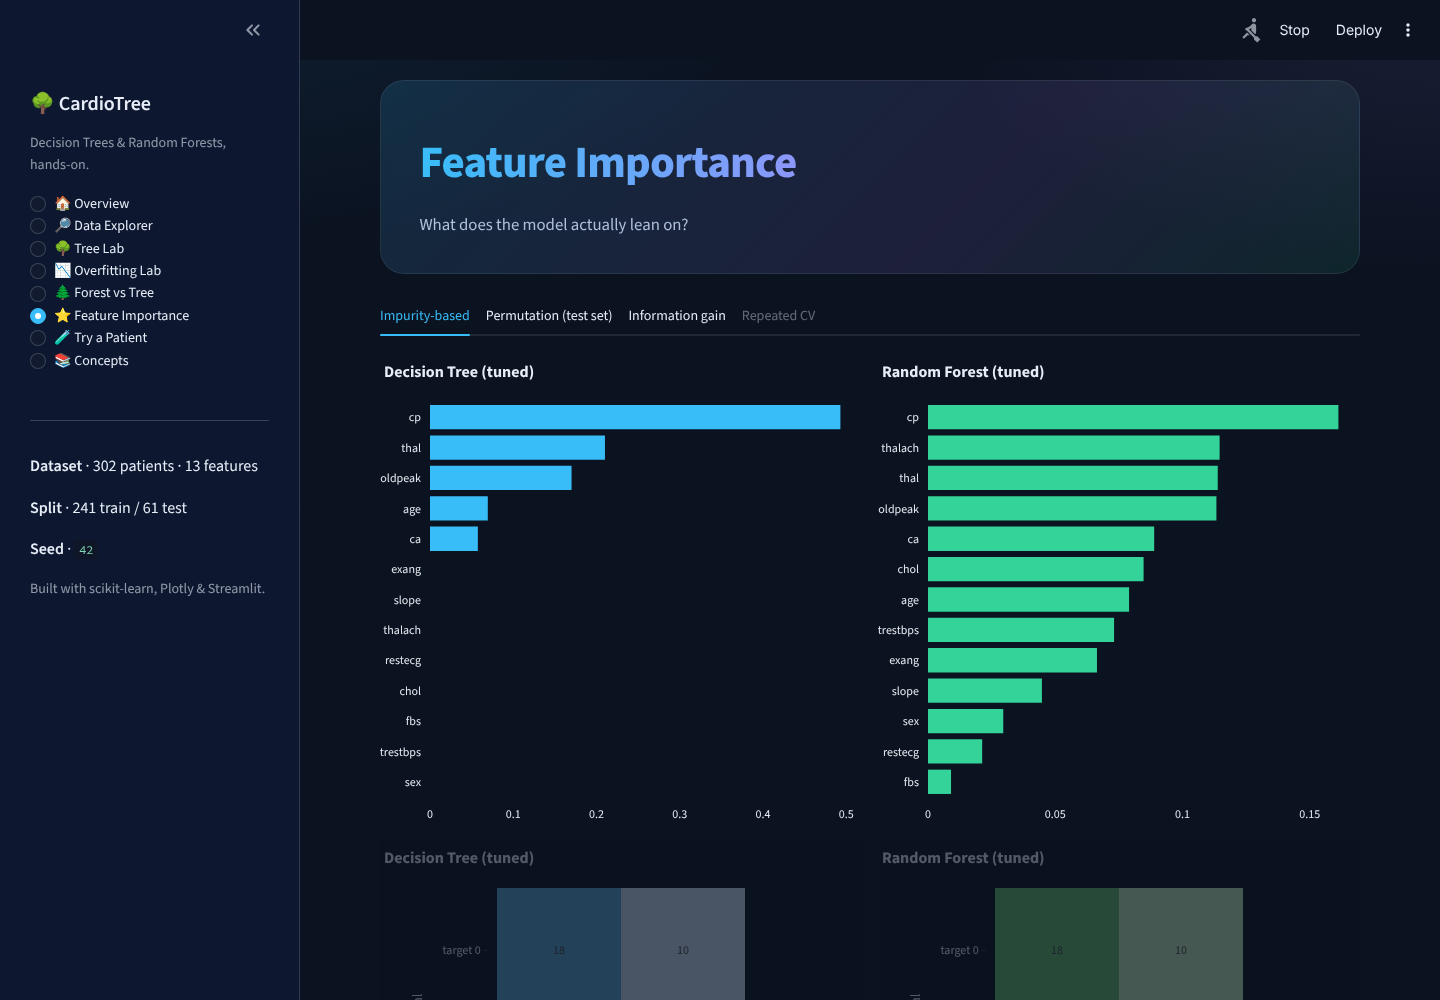 Stop
Deploy
🌳 CardioTree
Decision Trees & Random Forests,
hands-on.
🏠 Overview
🔎 Data Explorer
🌳 Tree Lab
📉 Overfitting Lab
🌲 Forest vs Tree
⭐ Feature Importance
🧪 Try a Patient
📚 Concepts
Dataset · 302 patients · 13 features
Split · 241 train / 61 test
Seed · 42
Built with scikit-learn, Plotly & Streamlit.
Feature Importance
What does the model actually lean on?
Impurity-based
Permutation (test set)
Information gain
Repeated CV
Decision Tree (tuned)
cp
thal
oldpeak
age
ca
exang
slope
thalach
restecg
chol
fbs
trestbps
sex
0 0.1 0.2 0.3 0.4 0.5
Random Forest (tuned)
cp
thalach
thal
oldpeak
ca
chol
age
trestbps
exang
slope
sex
restecg
fbs
0 0.05 0.1 0.15
Decision Tree (tuned)
target 0
18
10
Random Forest (tuned)
target 0
18
10